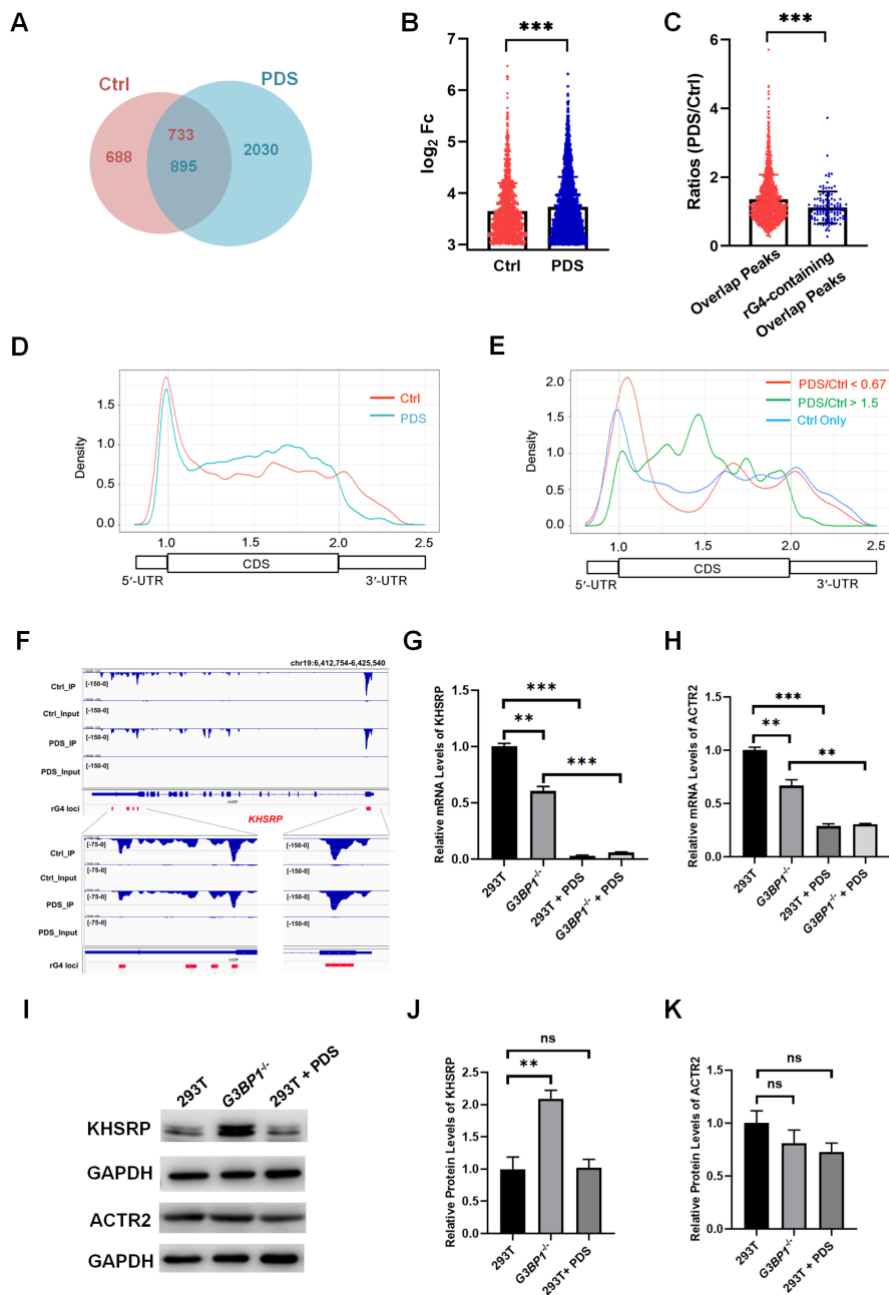 A
Ctrl
PDS
688
733
895
2030
B
***
log2 Fc
7
6
5
4
3
Ctrl
PDS
C
***
Ratios (PDS/Ctrl)
6
4
2
0
Overlap Peaks
rG4-containing
Overlap Peaks
D
Density
1.5
1.0
0.5
0.0
Ctrl
PDS
1.0
1.5
2.0
2.5
5′-UTR
CDS
3′-UTR
E
Density
2.0
1.5
1.0
0.5
0.0
PDS/Ctrl < 0.67
PDS/Ctrl > 1.5
Ctrl Only
1.0
1.5
2.0
2.5
5′-UTR
CDS
3′-UTR
F
chr19:6,412,754-6,425,540
Ctrl_IP
[-150-0]
Ctrl_Input
[-150-0]
PDS_IP
[-150-0]
PDS_Input
[-150-0]
rG4 loci
KHSRP
Ctrl_IP
[-75-0]
[-150-0]
Ctrl_Input
[-75-0]
[-150-0]
PDS_IP
[-75-0]
[-150-0]
PDS_Input
[-75-0]
[-150-0]
rG4 loci
G
Relative mRNA Levels of KHSRP
1.5
1.0
0.5
0.0
***
**
***
293T
G3BP1-/-
293T + PDS
G3BP1-/- + PDS
H
Relative mRNA Levels of ACTR2
1.5
1.0
0.5
0.0
***
**
**
293T
G3BP1-/-
293T + PDS
G3BP1-/- + PDS
I
293T
G3BP1-/-
293T + PDS
KHSRP
GAPDH
ACTR2
GAPDH
J
Relative Protein Levels of KHSRP
2.5
2.0
1.5
1.0
0.5
0.0
ns
**
293T
G3BP1-/-
293T+ PDS
K
Relative Protein Levels of ACTR2
1.5
1.0
0.5
0.0
ns
ns
293T
G3BP1-/-
293T + PDS